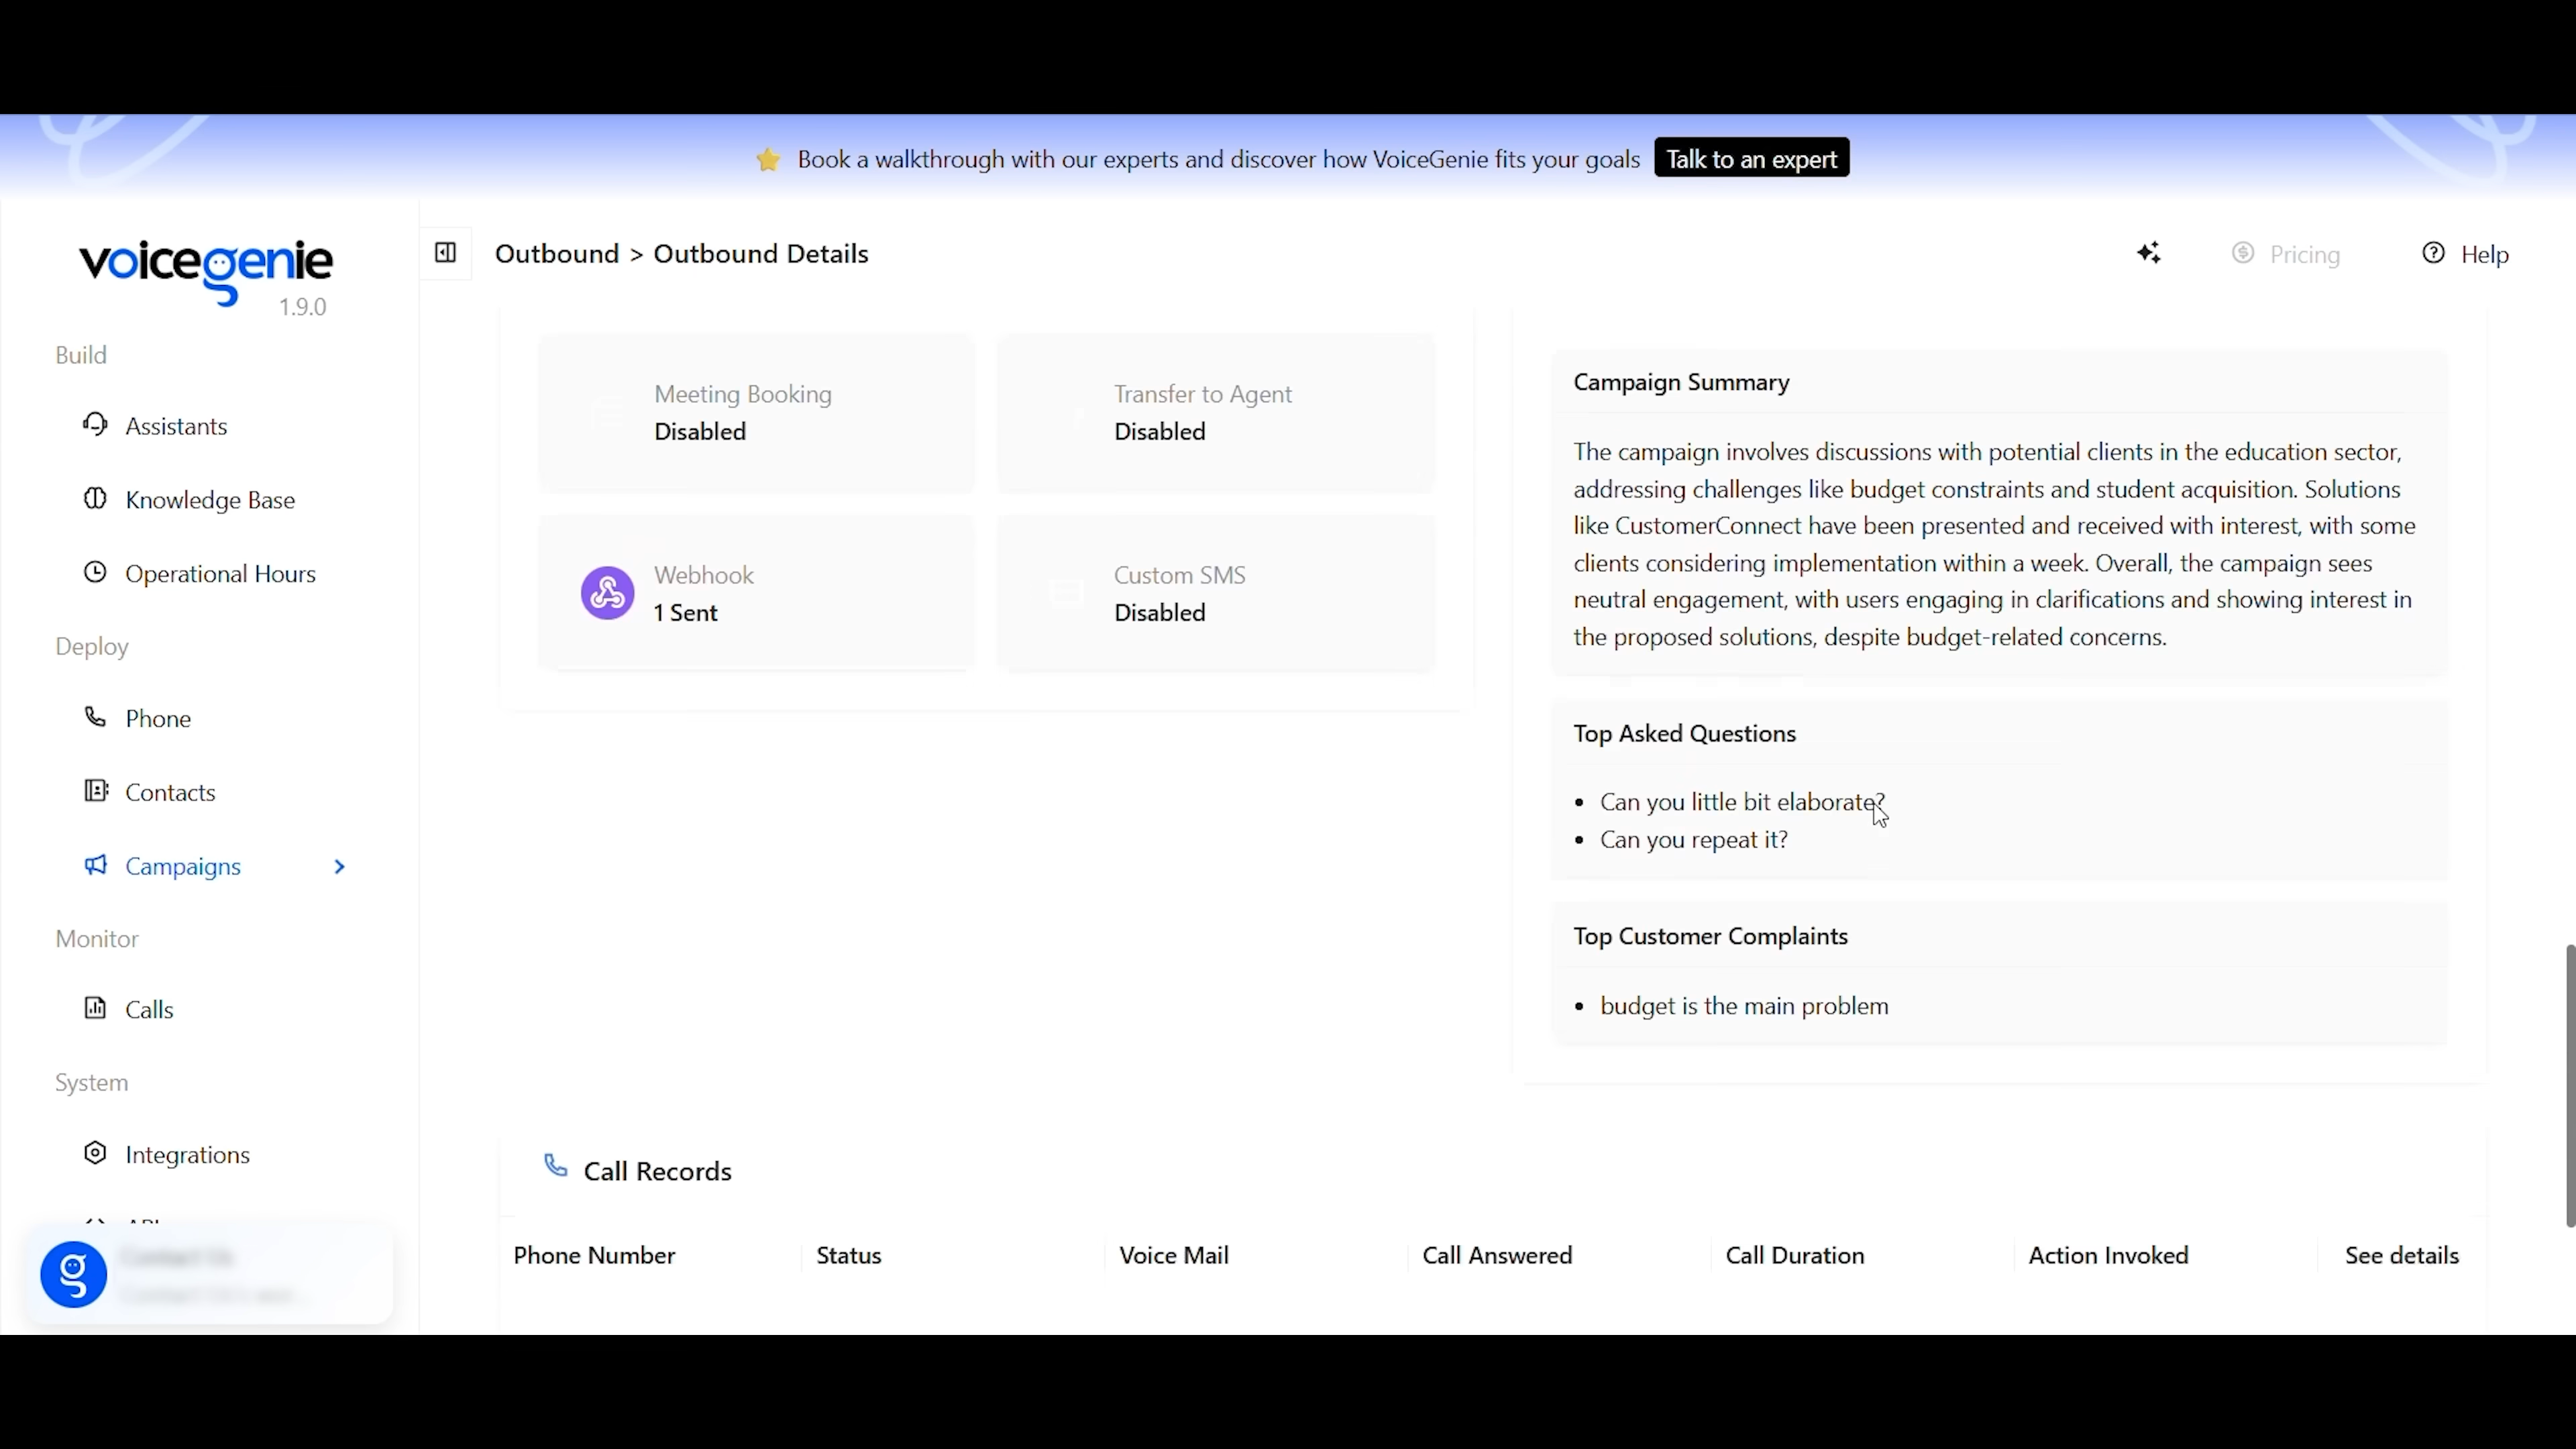 Book a walkthrough with our experts and discover how VoiceGenie fits your goals
Talk to an expert
voicegenie
1.9.0
Outbound > Outbound Details
Pricing
Help
Build
Assistants
Knowledge Base
Operational Hours
Deploy
Phone
Contacts
Campaigns
Monitor
Calls
System
Integrations
Meeting Booking
Disabled
Transfer to Agent
Disabled
Webhook
1 Sent
Custom SMS
Disabled
Campaign Summary
The campaign involves discussions with potential clients in the education sector,
addressing challenges like budget constraints and student acquisition. Solutions
like CustomerConnect have been presented and received with interest, with some
clients considering implementation within a week. Overall, the campaign sees
neutral engagement, with users engaging in clarifications and showing interest in
the proposed solutions, despite budget-related concerns.
Top Asked Questions
• Can you little bit elaborate?
• Can you repeat it?
Top Customer Complaints
• budget is the main problem
Call Records
Phone Number
Status
Voice Mail
Call Answered
Call Duration
Action Invoked
See details